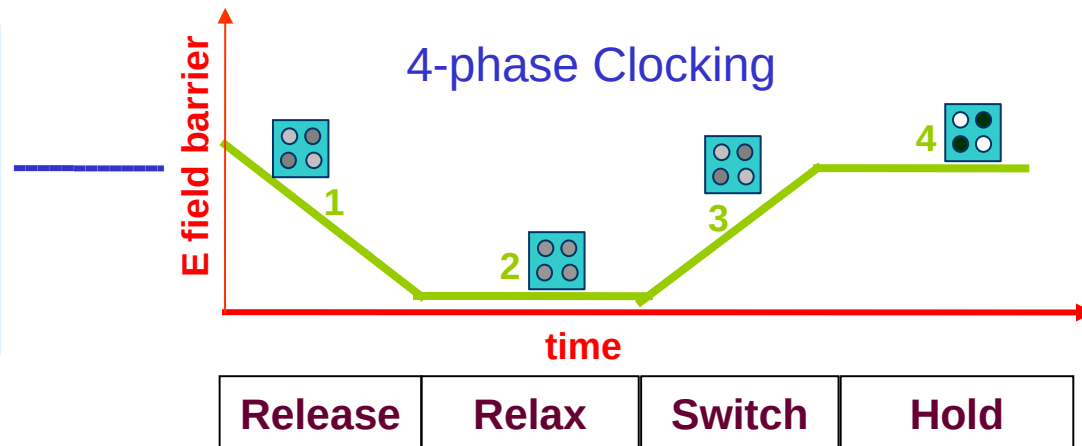 4-phase Clocking
E field barrier
1
2
3
4
time
Release
Relax
Switch
Hold